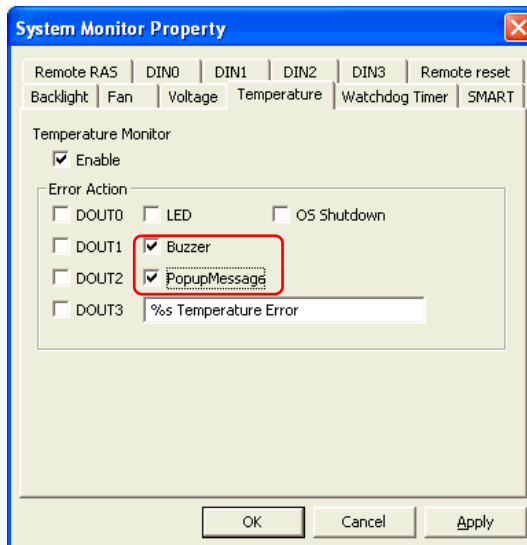 System Monitor Property
Remote RAS DIN0 DIN1 DIN2 DIN3 Remote reset
Backlight Fan Voltage Temperature Watchdog Timer SMART
Temperature Monitor
Enable
Error Action
DOUT0 LED OS Shutdown
DOUT1 Buzzer
DOUT2 PopupMessage
DOUT3 %s Temperature Error
OK Cancel Apply